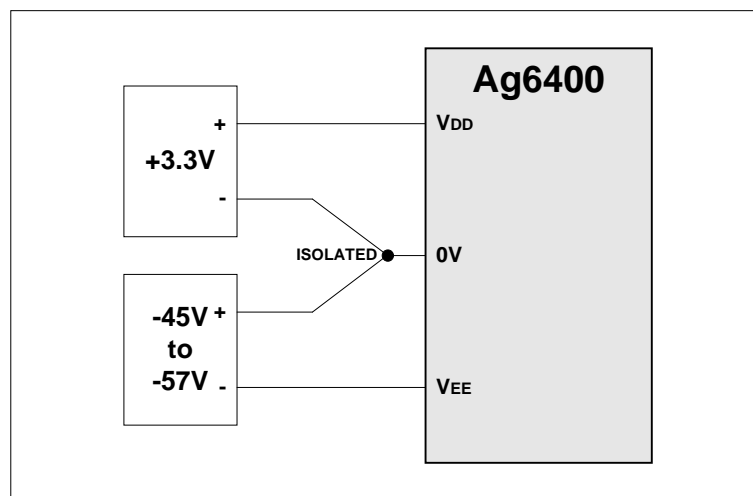 Ag6400
+
VDD
+3.3V
-
ISOLATED
0V
-45V
to
-57V
+
-
VEE